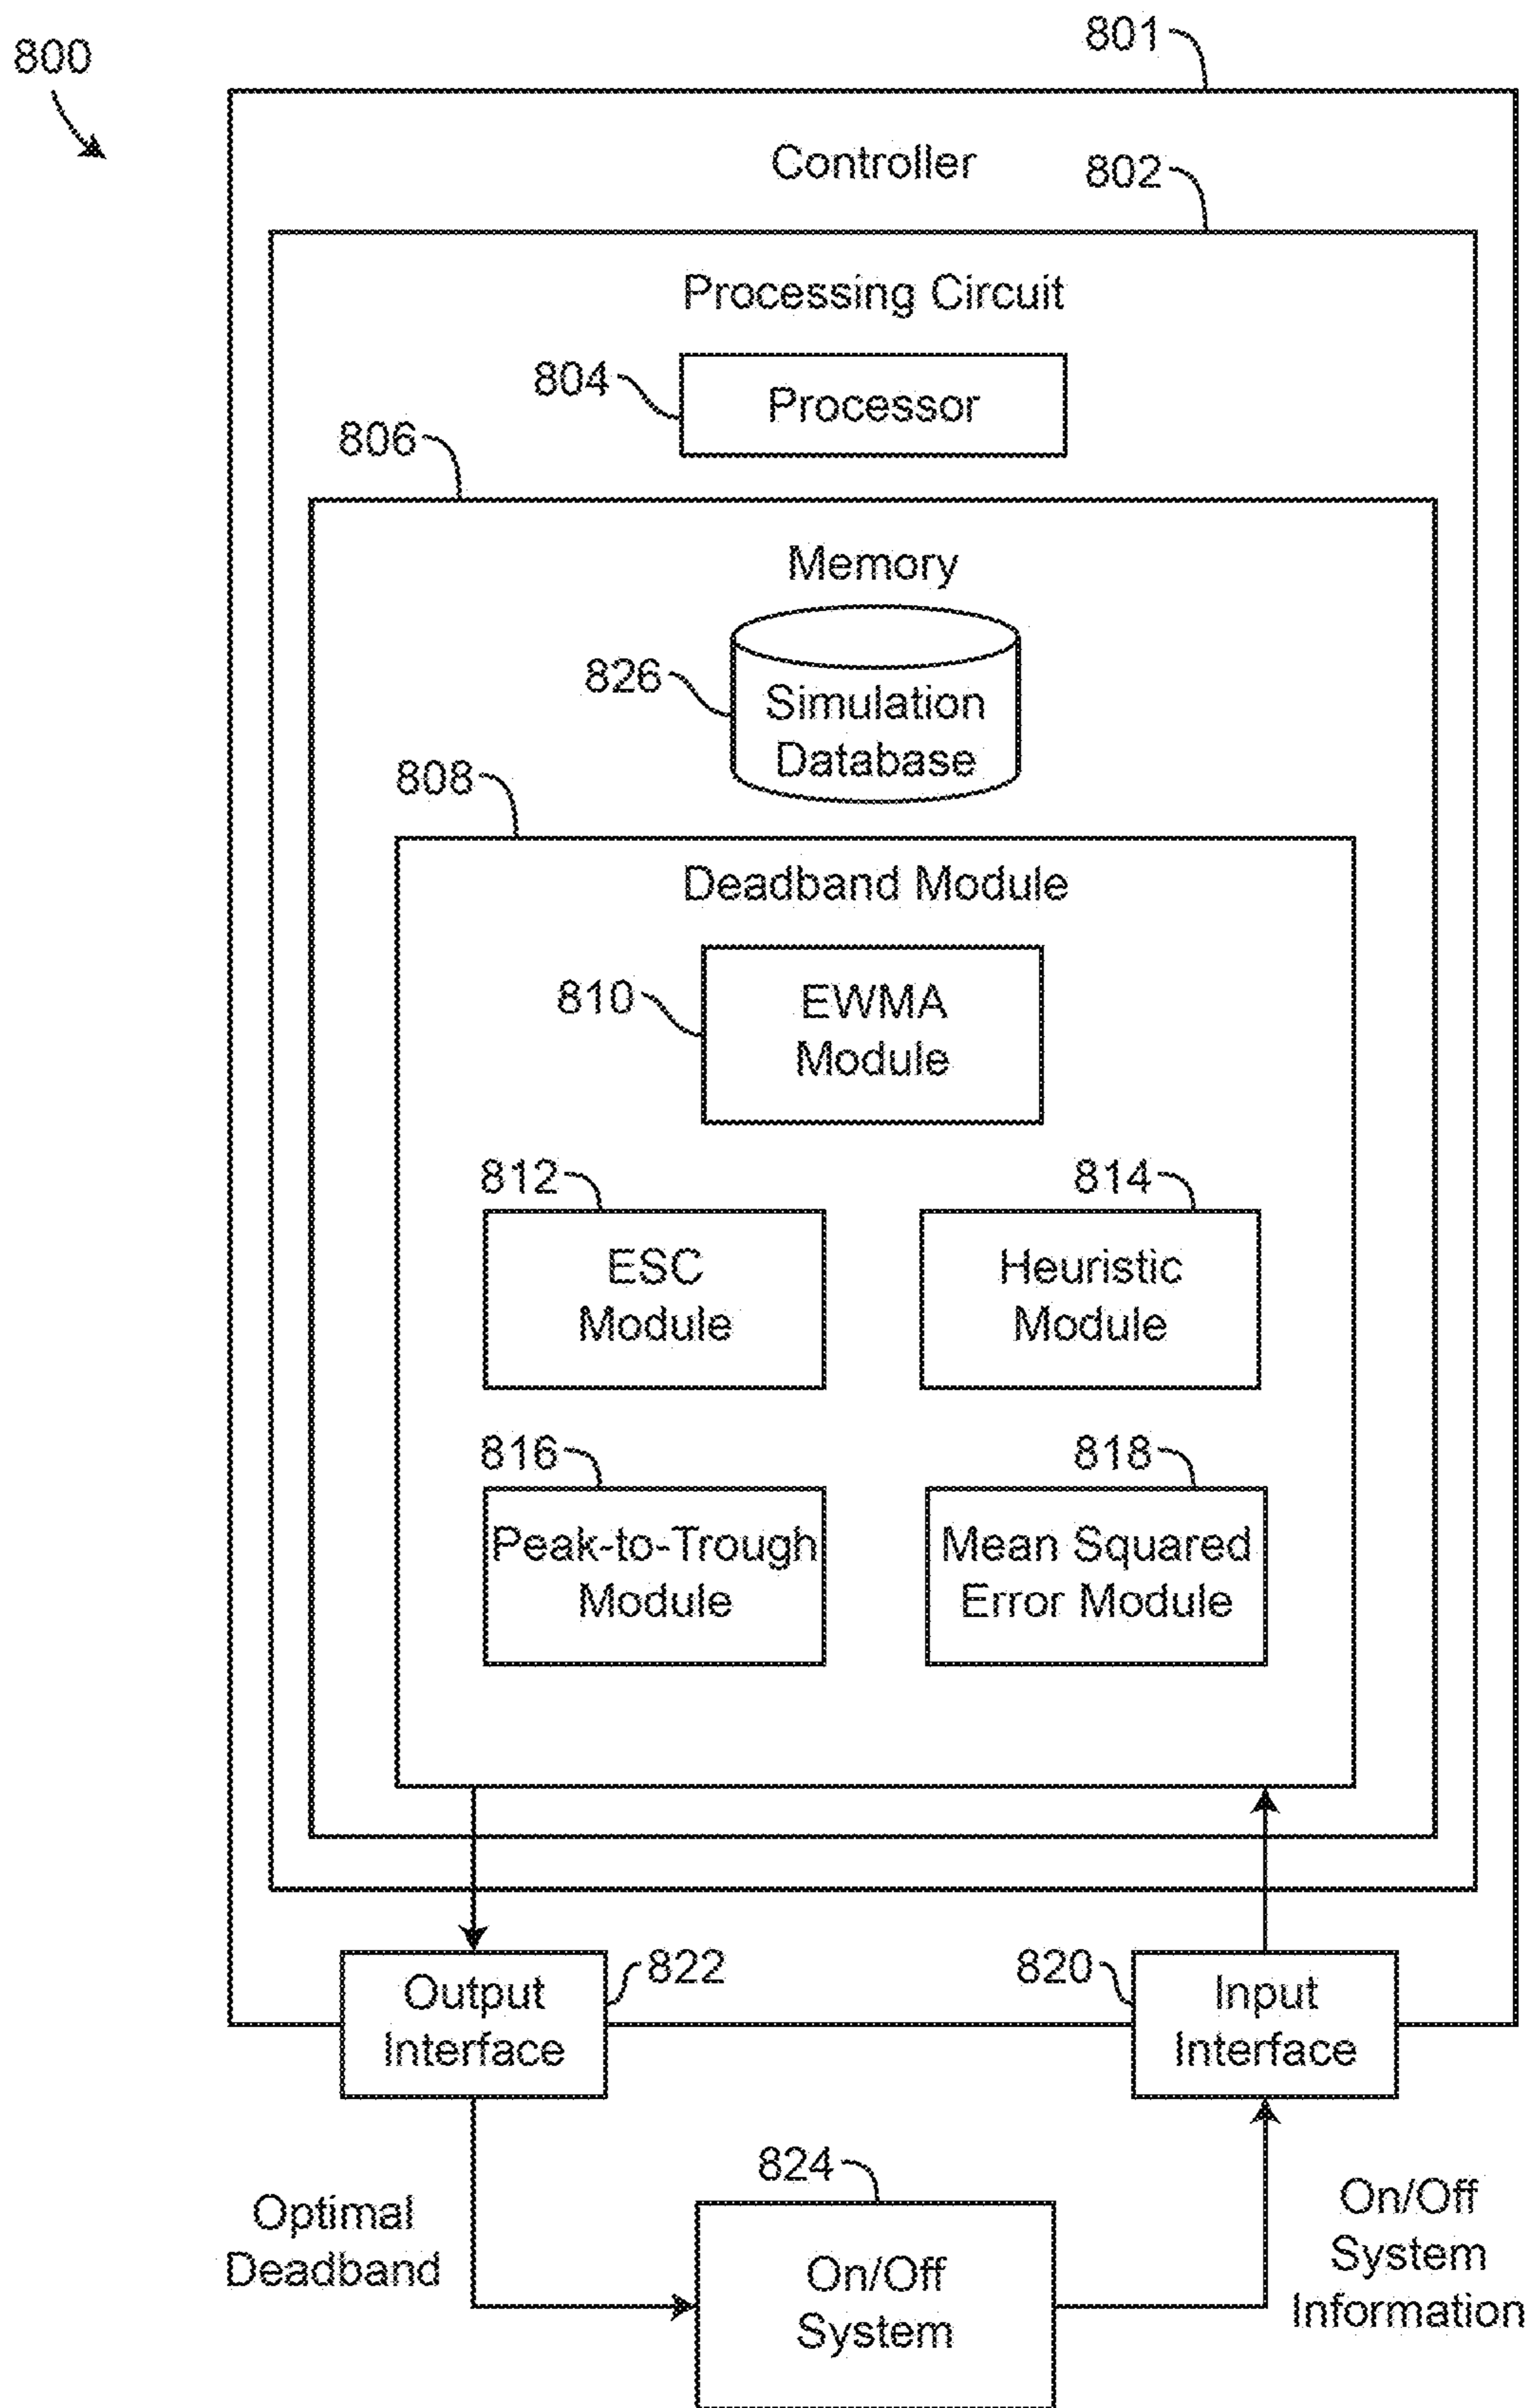 801
800
Controller
802
Processing Circuit
804
Processor
806
Memory
826
Simulation
Database
808
Deadband Module
810
EWMA
Module
812
814
ESC
Module
Heuristic
Module
816
818
Peak-to-Trough
Module
Mean Squared
Error Module
Output
Interface
822
820
Input
Interface
824
Optimal
Deadband
On/Off
System
On/Off
System
Information